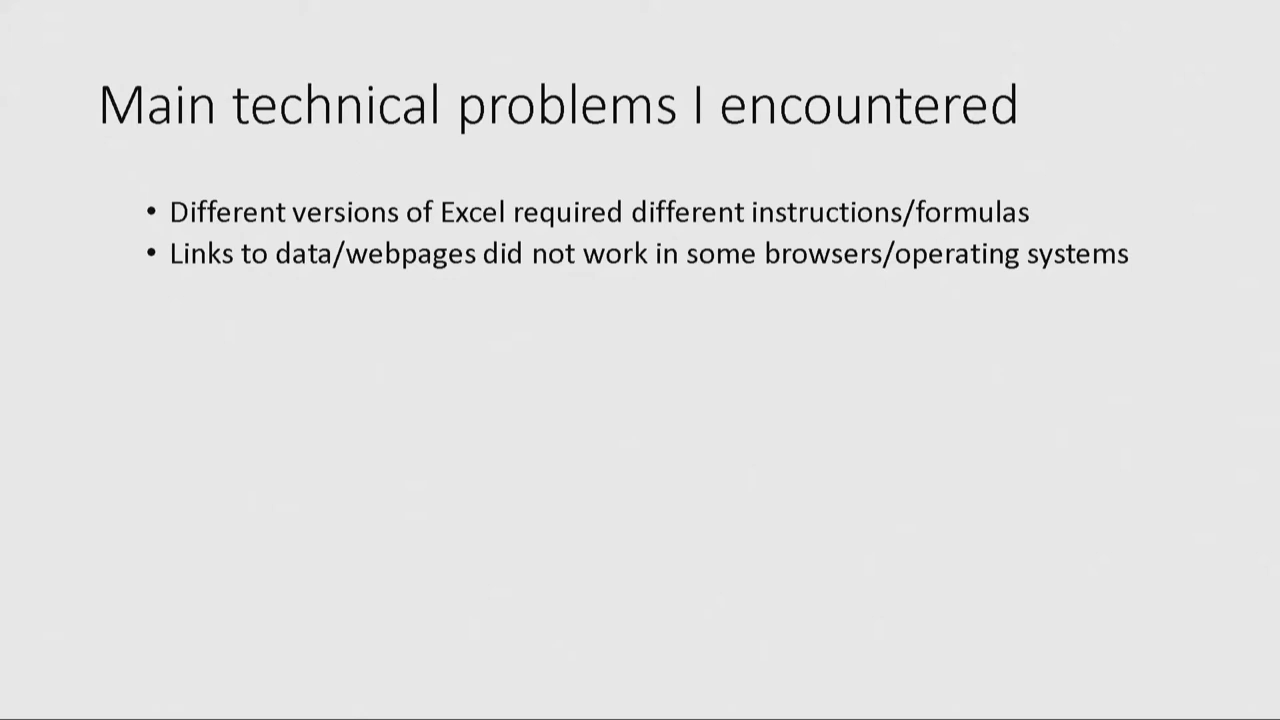 Main technical problems I encountered
• Different versions of Excel required different instructions/formulas
• Links to data/webpages did not work in some browsers/operating systems